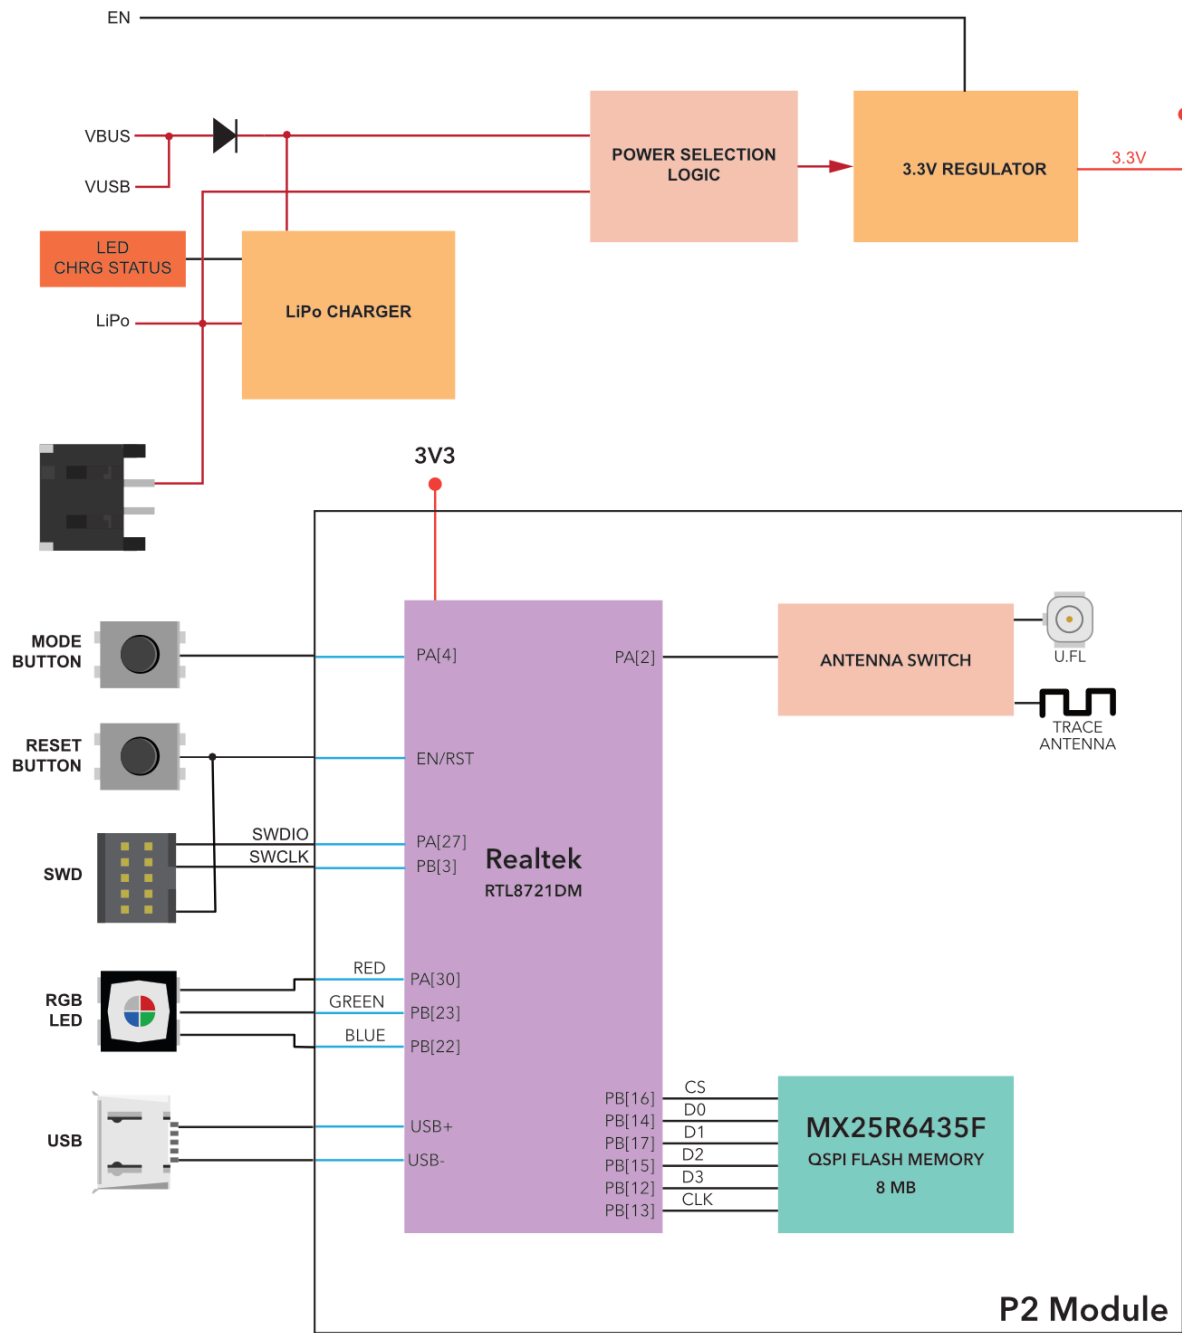 EN
VBUS
VUSB
POWER SELECTION
LOGIC
3.3V REGULATOR
3.3V
LED
CHRG STATUS
LiPo CHARGER
LiPo
3V3
MODE
BUTTON
PA[4]
PA[2]
ANTENNA SWITCH
U.FL
TRACE
ANTENNA
RESET
BUTTON
EN/RST
SWD
SWDIO
SWCLK
PA[27]
PB[3]
Realtek
RTL8721DM
RGB
LED
RED
GREEN
BLUE
PA[30]
PB[23]
PB[22]
USB
USB+
USB-
PB[16]
PB[14]
PB[17]
PB[15]
PB[12]
PB[13]
CS
D0
D1
D2
D3
CLK
MX25R6435F
QSPI FLASH MEMORY
8 MB
P2 Module